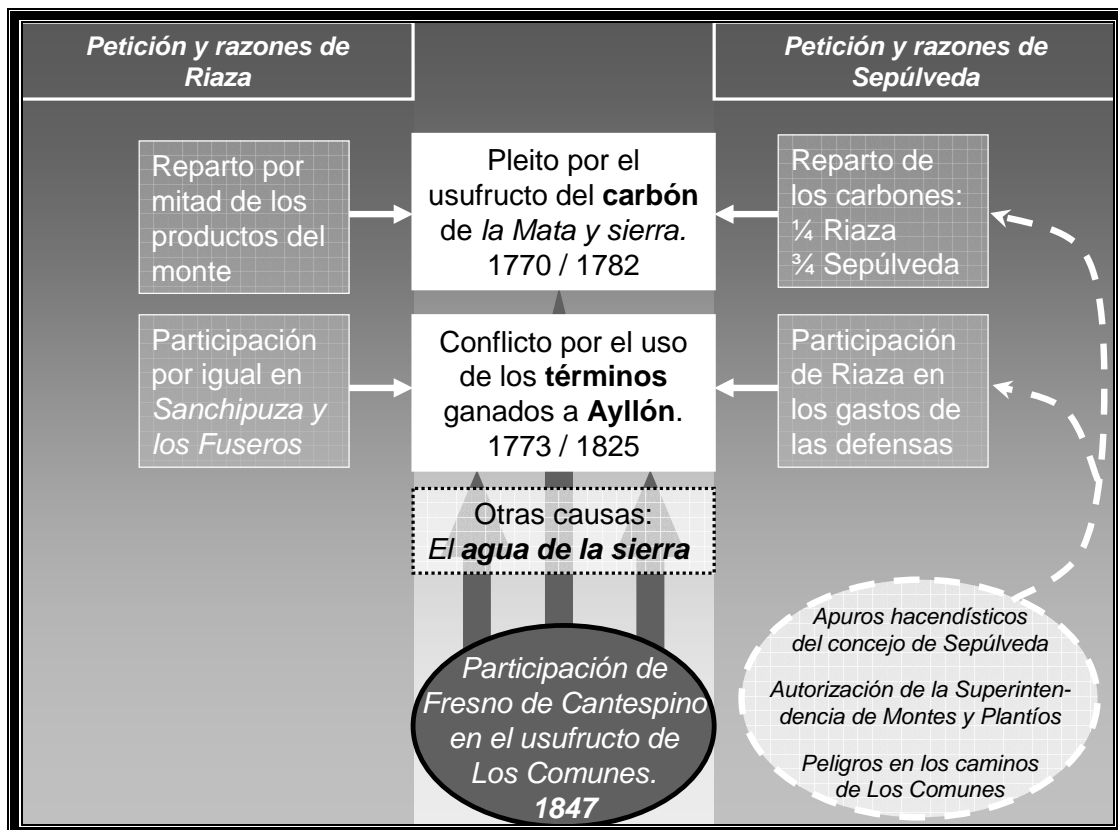 Petición y razones de
Riaza
Petición y razones de
Sepúlveda
Reparto por
mitad de los
productos del
monte
Pleito por el
usufructo del carbón
de la Mata y sierra.
1770 / 1782
Reparto de
los carbones:
¼ Riaza
¾ Sepúlveda
Participación
por igual en
Sanchipuza y
los Fuseros
Conflicto por el uso
de los términos
ganados a Ayllón.
1773 / 1825
Participación
de Riaza en
los gastos de
las defensas
Otras causas:
El agua de la sierra
Participación de
Fresno de Cantespino
en el usufructo de
Los Comunes.
1847
Apuros hacendísticos
del concejo de Sepúlveda
Autorización de la Superinten-
dencia de Montes y Plantíos
Peligros en los caminos
de Los Comunes